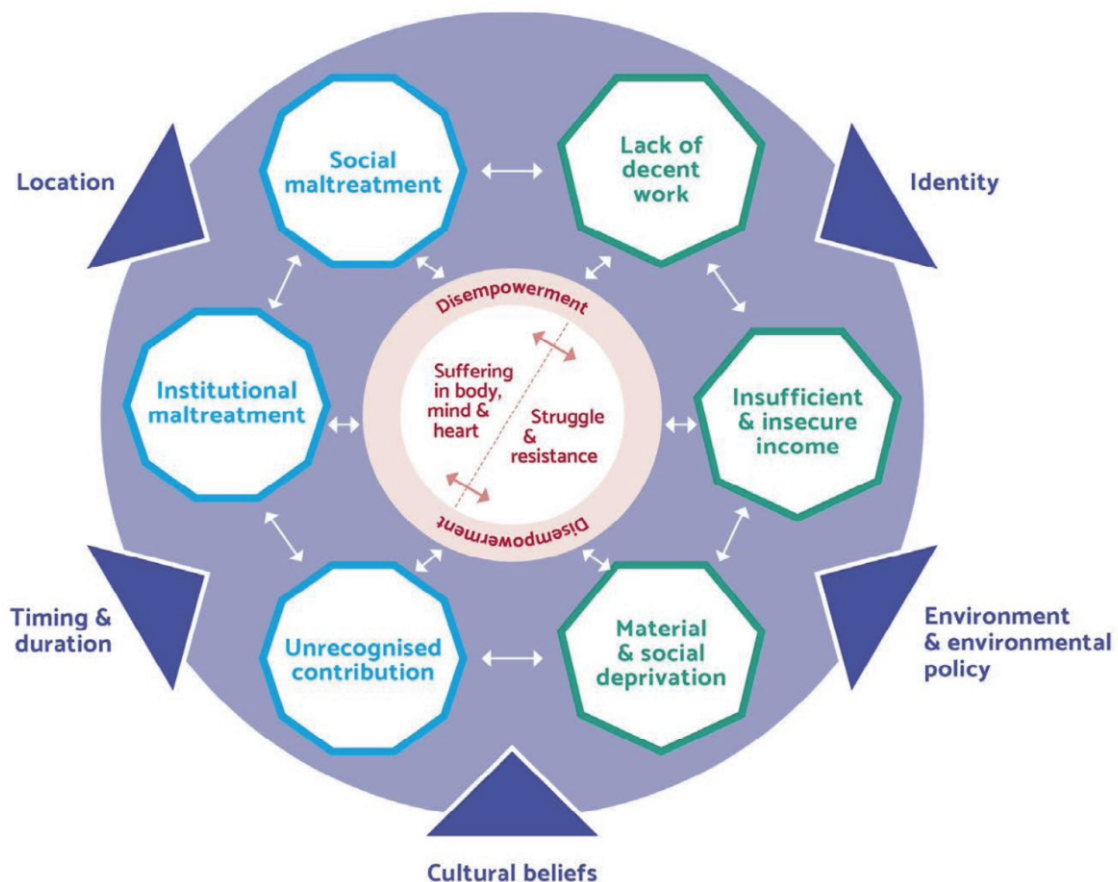 Social
maltreatment
Lack of
decent
work
Location
Identity
Disempowerment
Institutional
maltreatment
Suffering
in body,
mind &
heart
Struggle
&
resistance
Insufficient
& insecure
income
Disempowerment
Timing &
duration
Unrecognised
contribution
Material
& social
deprivation
Environment
& environmental
policy
Cultural beliefs